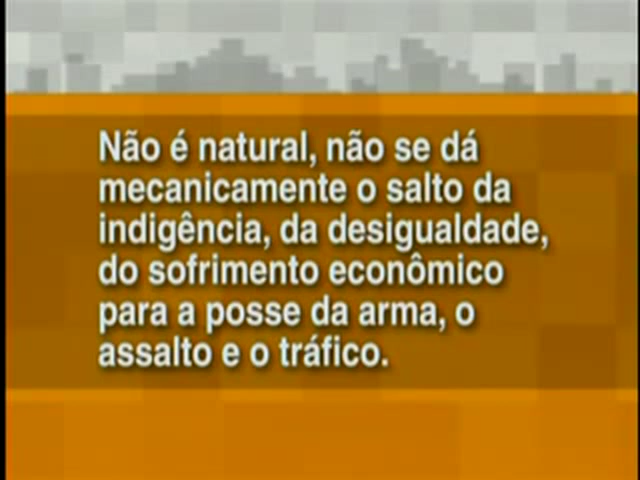 Não é natural, não se dá
mecanicamente o salto da
indigência, da desigualdade,
do sofrimento econômico
para a posse da arma, o
assalto e o tráfico.